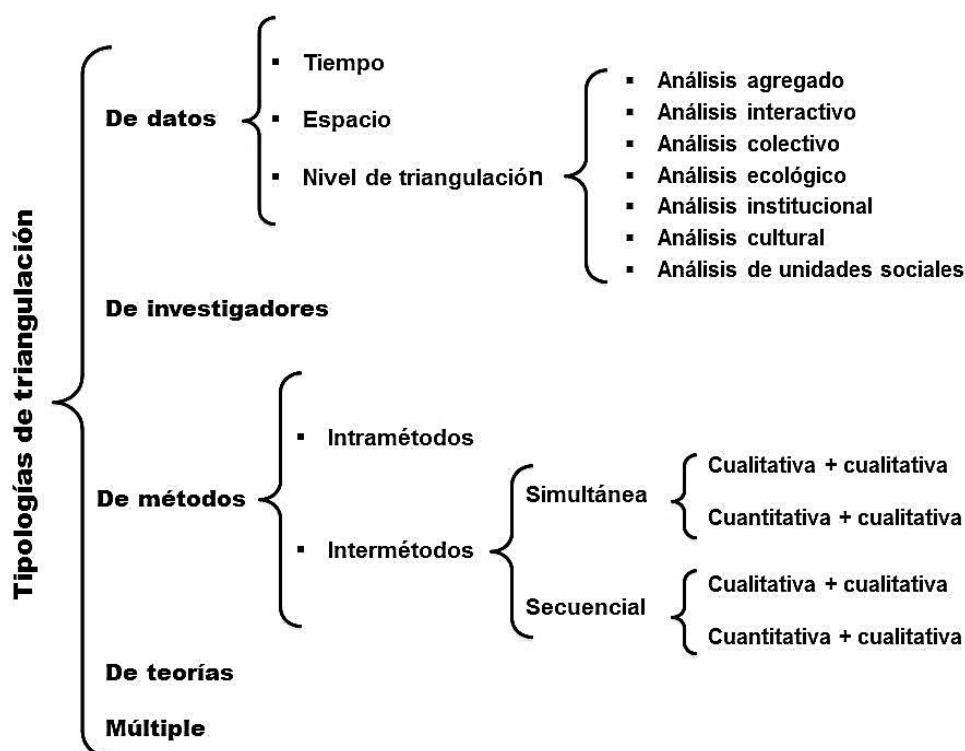 Tipologías de triangulación
De datos
▪ Tiempo
▪ Espacio
▪ Nivel de triangulación
▪ Análisis agregado
▪ Análisis interactivo
▪ Análisis colectivo
▪ Análisis ecológico
▪ Análisis institucional
▪ Análisis cultural
▪ Análisis de unidades sociales
De investigadores
De métodos
▪ Intramétodos
▪ Intermétodos
Simultánea
Cualitativa + cualitativa
Cuantitativa + cualitativa
Secuencial
Cualitativa + cualitativa
Cuantitativa + cualitativa
De teorías
Múltiple